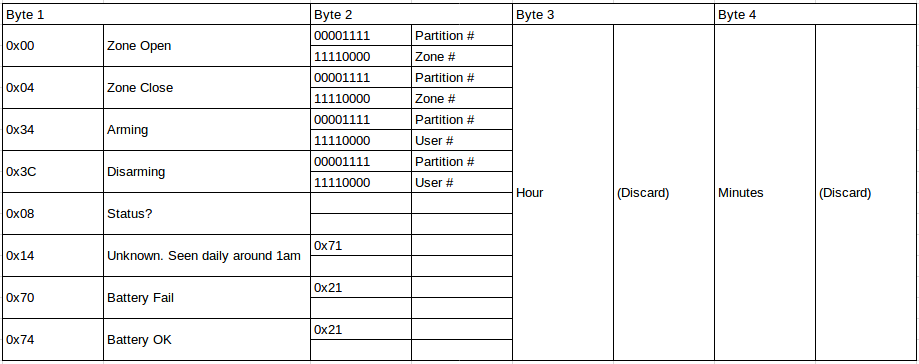 Byte 1 Byte 2 Byte 3 Byte 4
0x00 Zone Open 00001111 Partition #
11110000 Zone #
0x04 Zone Close 00001111 Partition #
11110000 Zone #
0x34 Arming 00001111 Partition #
11110000 User #
0x3C Disarming 00001111 Partition #
11110000 User #
Hour (Discard) Minutes (Discard)
0x08 Status?
0x14 Unknown. Seen daily around 1am 0x71
0x70 Battery Fail 0x21
0x74 Battery OK 0x21